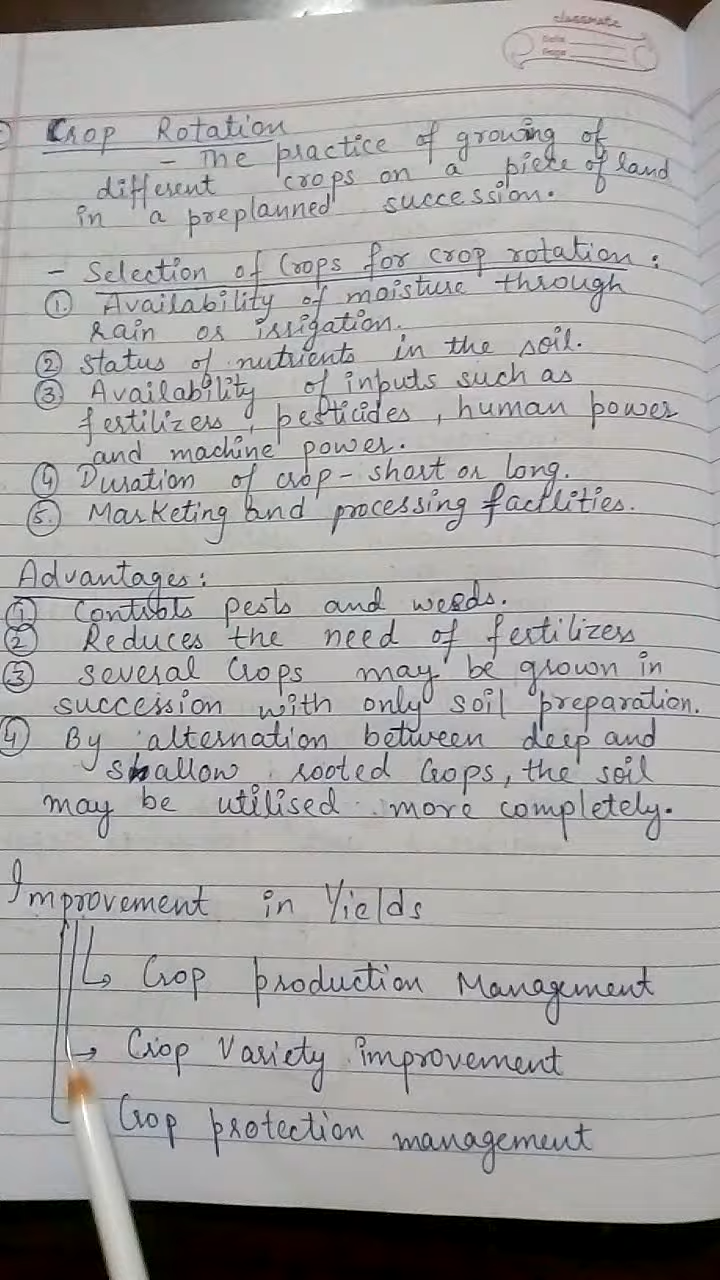 classmate
Date
Page
Crop Rotation
- The practice of growing of
different crops on a piece of land
in a preplanned succession.
- Selection of Crops for crop rotation :
① Availability of moisture through
rain or irrigation.
② Status of nutrients in the soil.
③ Availability of inputs such as
fertilizers, pesticides, human power
and machine power.
④ Duration of crop - short or long.
⑤ Marketing and processing facilities.
Advantages :
① Controls pests and weeds.
② Reduces the need of fertilizers
③ Several Crops may be grown in
succession with only soil preparation.
④ By alternation between deep and
shallow rooted Crops, the soil
may be utilised more completely.
Improvement in Yields
↳ Crop production Management
→ Crop Variety improvement
Crop protection management